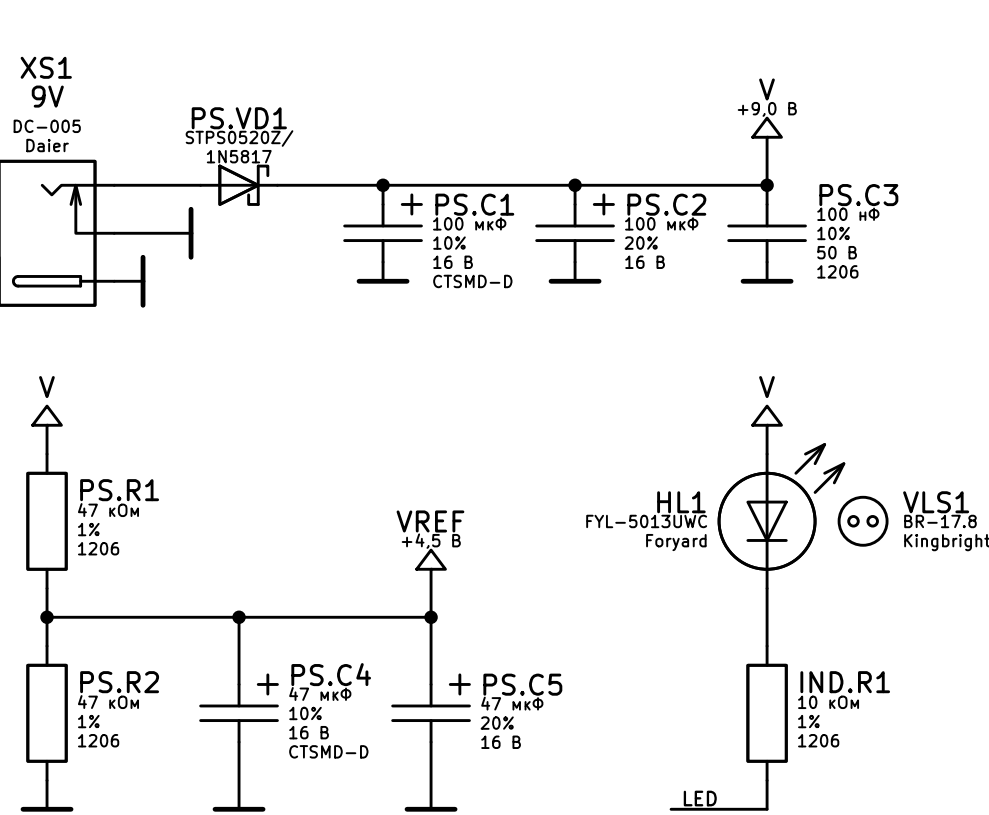 XS1
9V
DC-005
Daier
PS.VD1
STPS0520Z/
1N5817
V
+9,0 В
+ PS.C1
100 мкФ
10%
16 В
CTSMD-D
+ PS.C2
100 мкФ
20%
16 В
PS.C3
100 нФ
10%
50 В
1206
V
PS.R1
47 кОм
1%
1206
VREF
+4,5 В
PS.R2
47 кОм
1%
1206
+ PS.C4
47 мкФ
10%
16 В
CTSMD-D
+ PS.C5
47 мкФ
20%
16 В
V
HL1
FYL-5013UWC
Foryard
VLS1
BR-17.8
Kingbright
IND.R1
10 кОм
1%
1206
LED